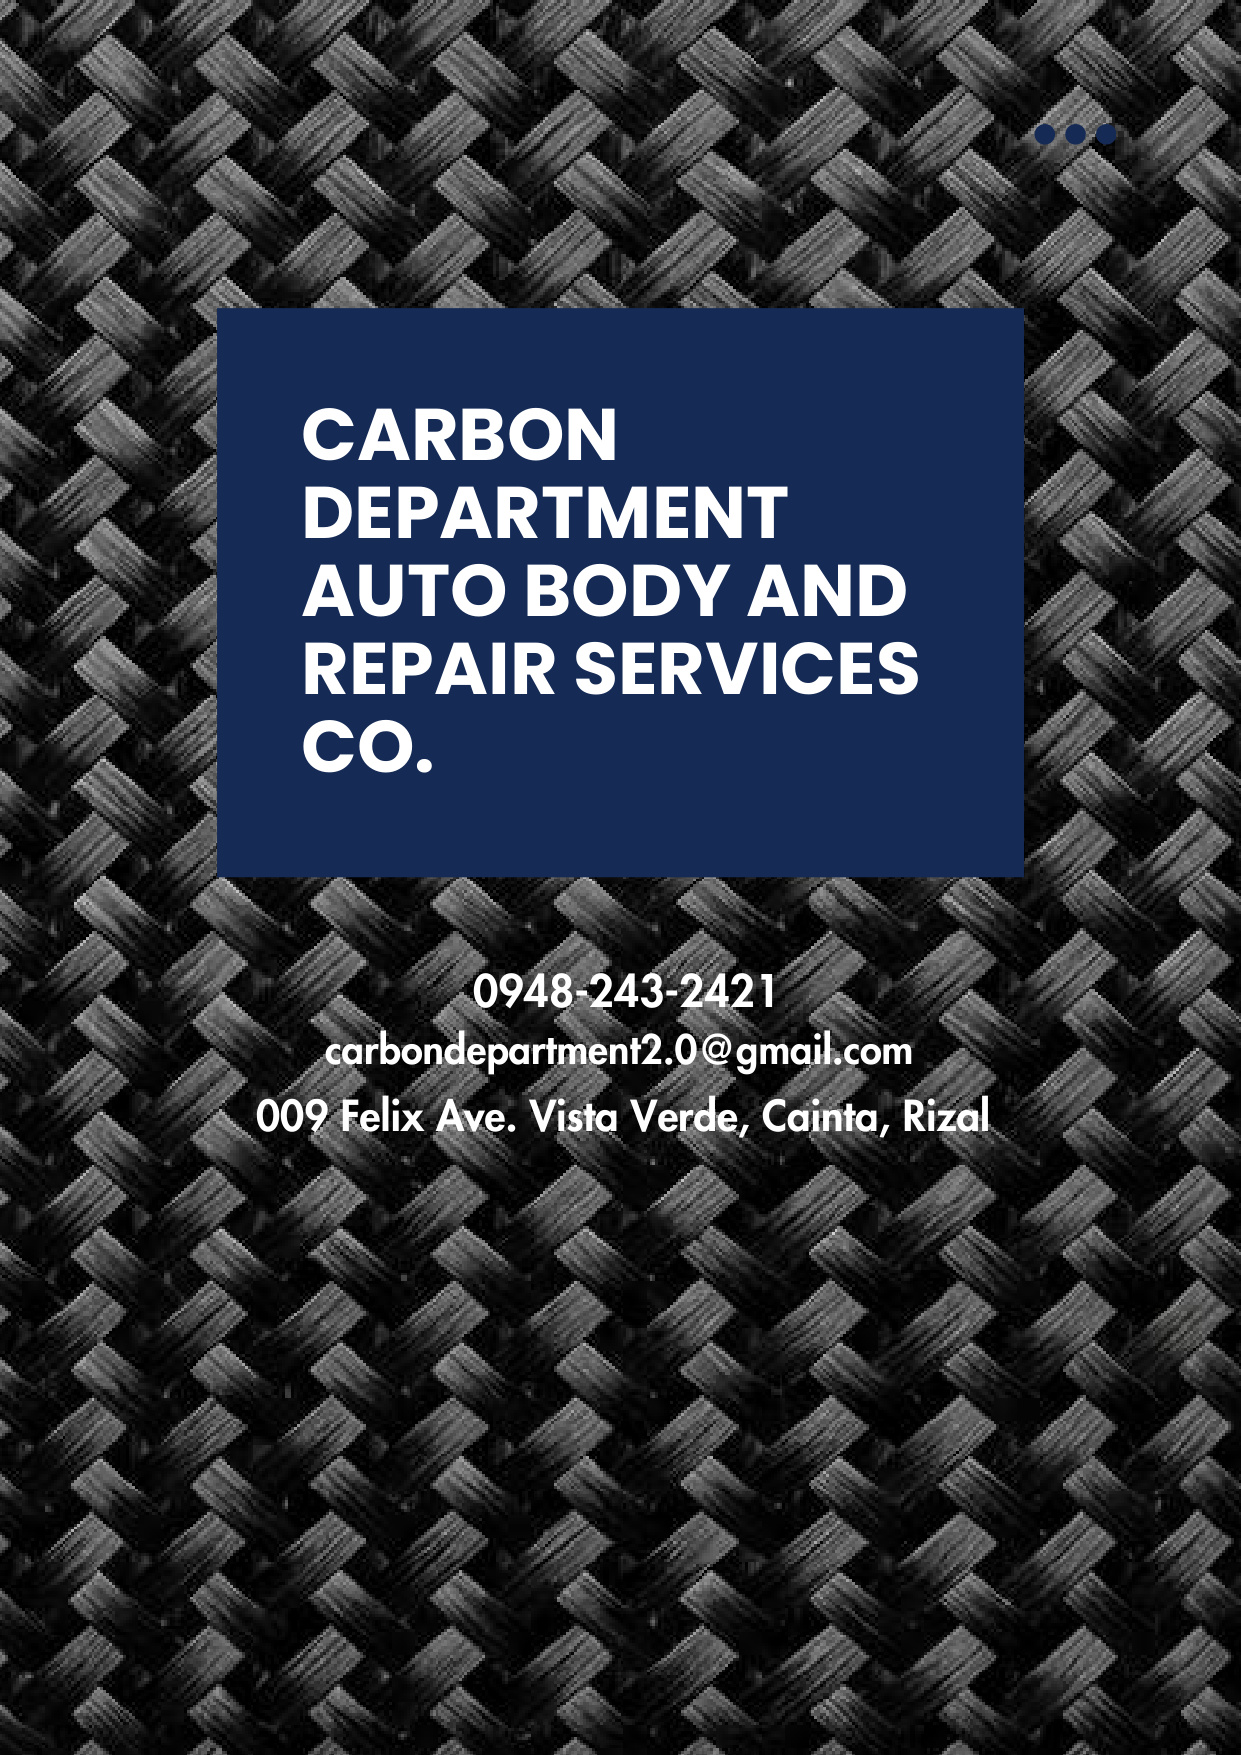 CARBON
DEPARTMENT
AUTO BODY AND
REPAIR SERVICES
CO.
0948-243-2421
carbondepartment2.0@gmail.com
009 Felix Ave. Vista Verde, Cainta, Rizal